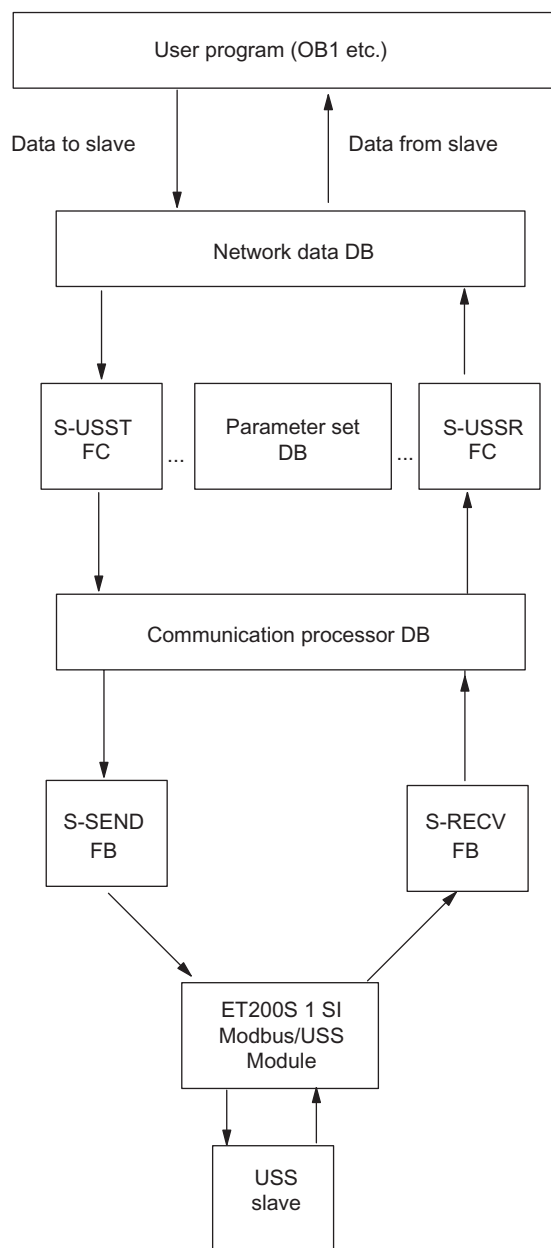 User program (OB1 etc.)
Data to slave
Data from slave
Network data DB
S-USST
FC
...
Parameter set
DB
...
S-USSR
FC
Communication processor DB
S-SEND
FB
S-RECV
FB
ET200S 1 SI
Modbus/USS
Module
USS
slave